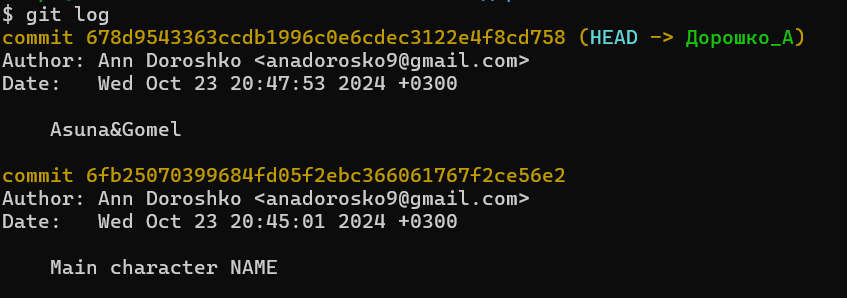 $ git log
commit 678d9543363ccdb1996c0e6cdec3122e4f8cd758 (HEAD -> Дорошко_А)
Author: Ann Doroshko <anadorosko9@gmail.com>
Date:   Wed Oct 23 20:47:53 2024 +0300
Asuna&Gomel
commit 6fb25070399684fd05f2ebc366061767f2ce56e2
Author: Ann Doroshko <anadorosko9@gmail.com>
Date:   Wed Oct 23 20:45:01 2024 +0300
Main character NAME